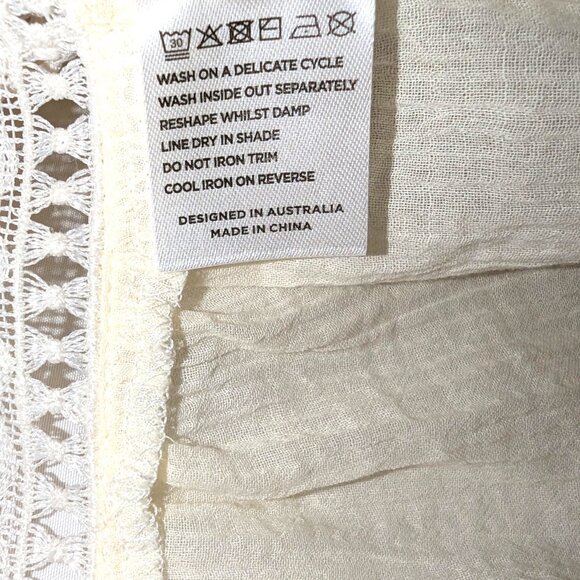 30
WASH ON A DELICATE CYCLE
WASH INSIDE OUT SEPARATELY
RESHAPE WHILST DAMP
LINE DRY IN SHADE
DO NOT IRON TRIM
COOL IRON ON REVERSE
DESIGNED IN AUSTRALIA
MADE IN CHINA